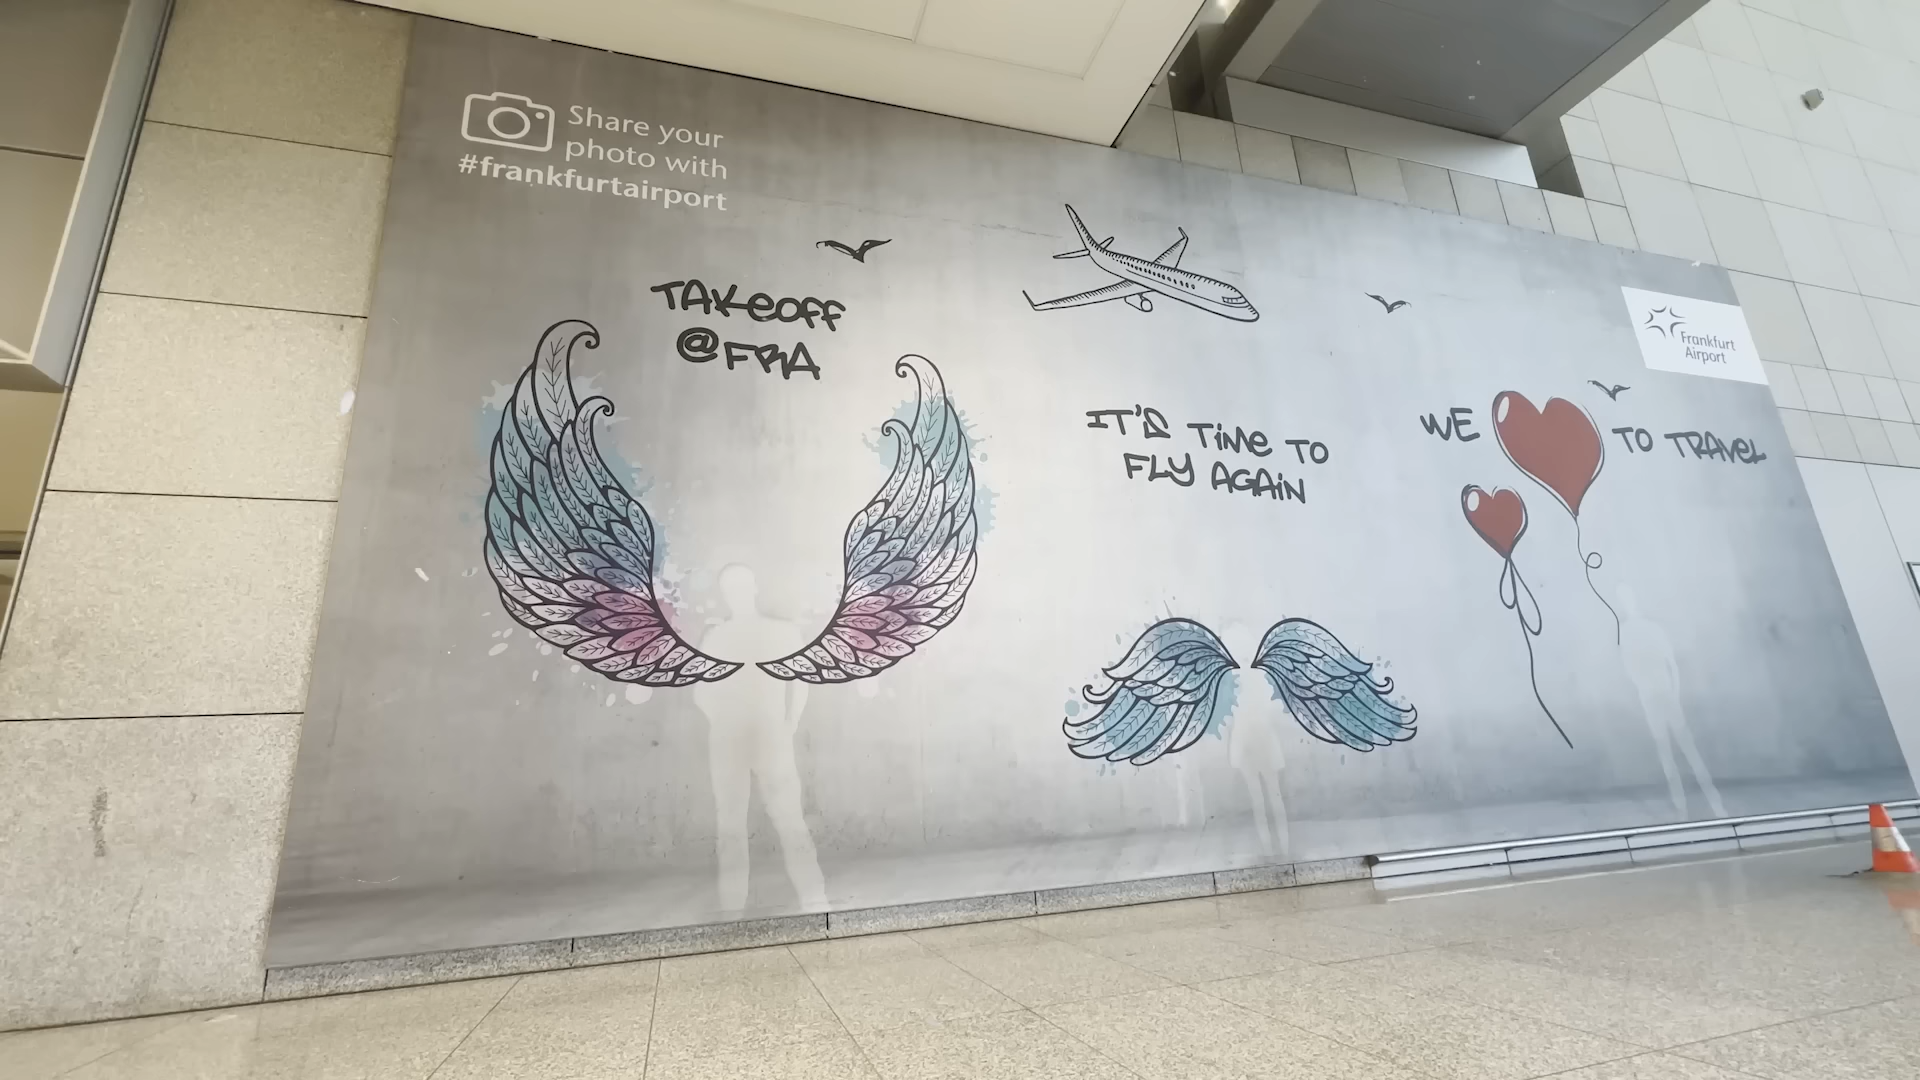 Share your
photo with
#frankfurtairport
TAKeOFF
@FRA
IT'S TiMe TO
FLY AGAiN
We TO TRAVeL
Frankfurt
Airport